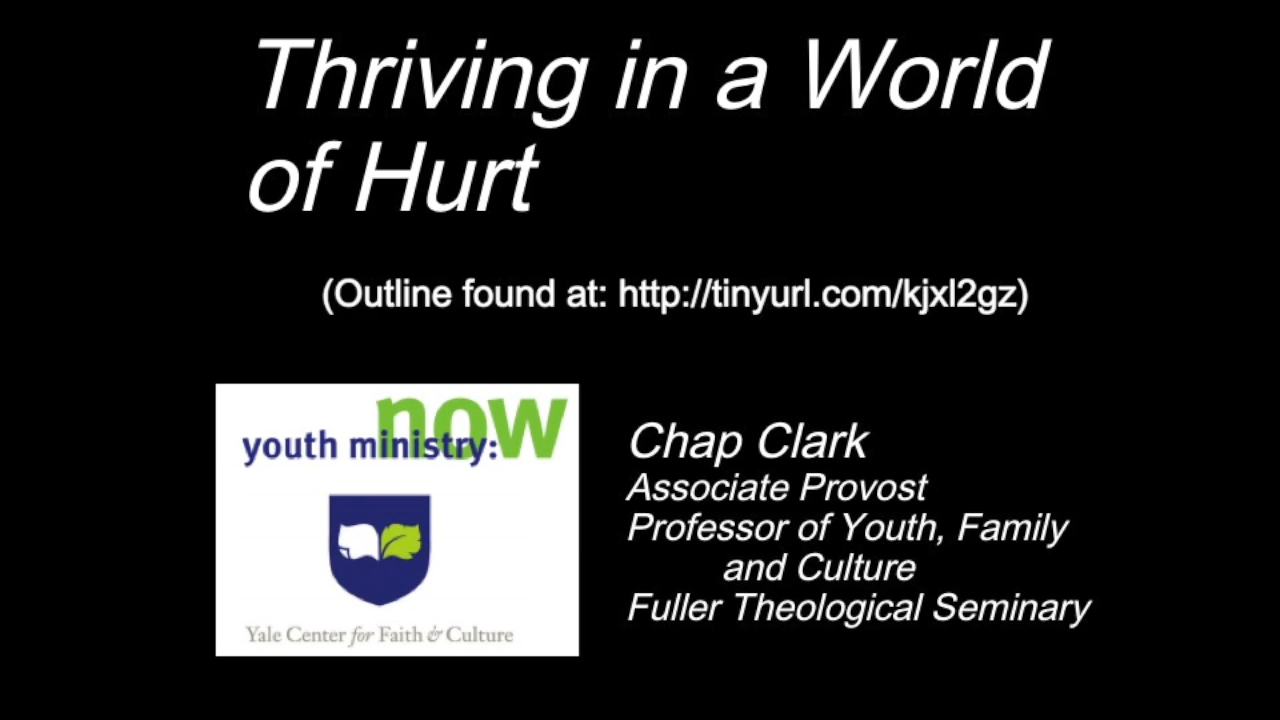 Thriving in a World
of Hurt
(Outline found at: http://tinyurl.com/kjxl2gz)
youth ministry: now
Yale Center for Faith & Culture
Chap Clark
Associate Provost
Professor of Youth, Family
and Culture
Fuller Theological Seminary